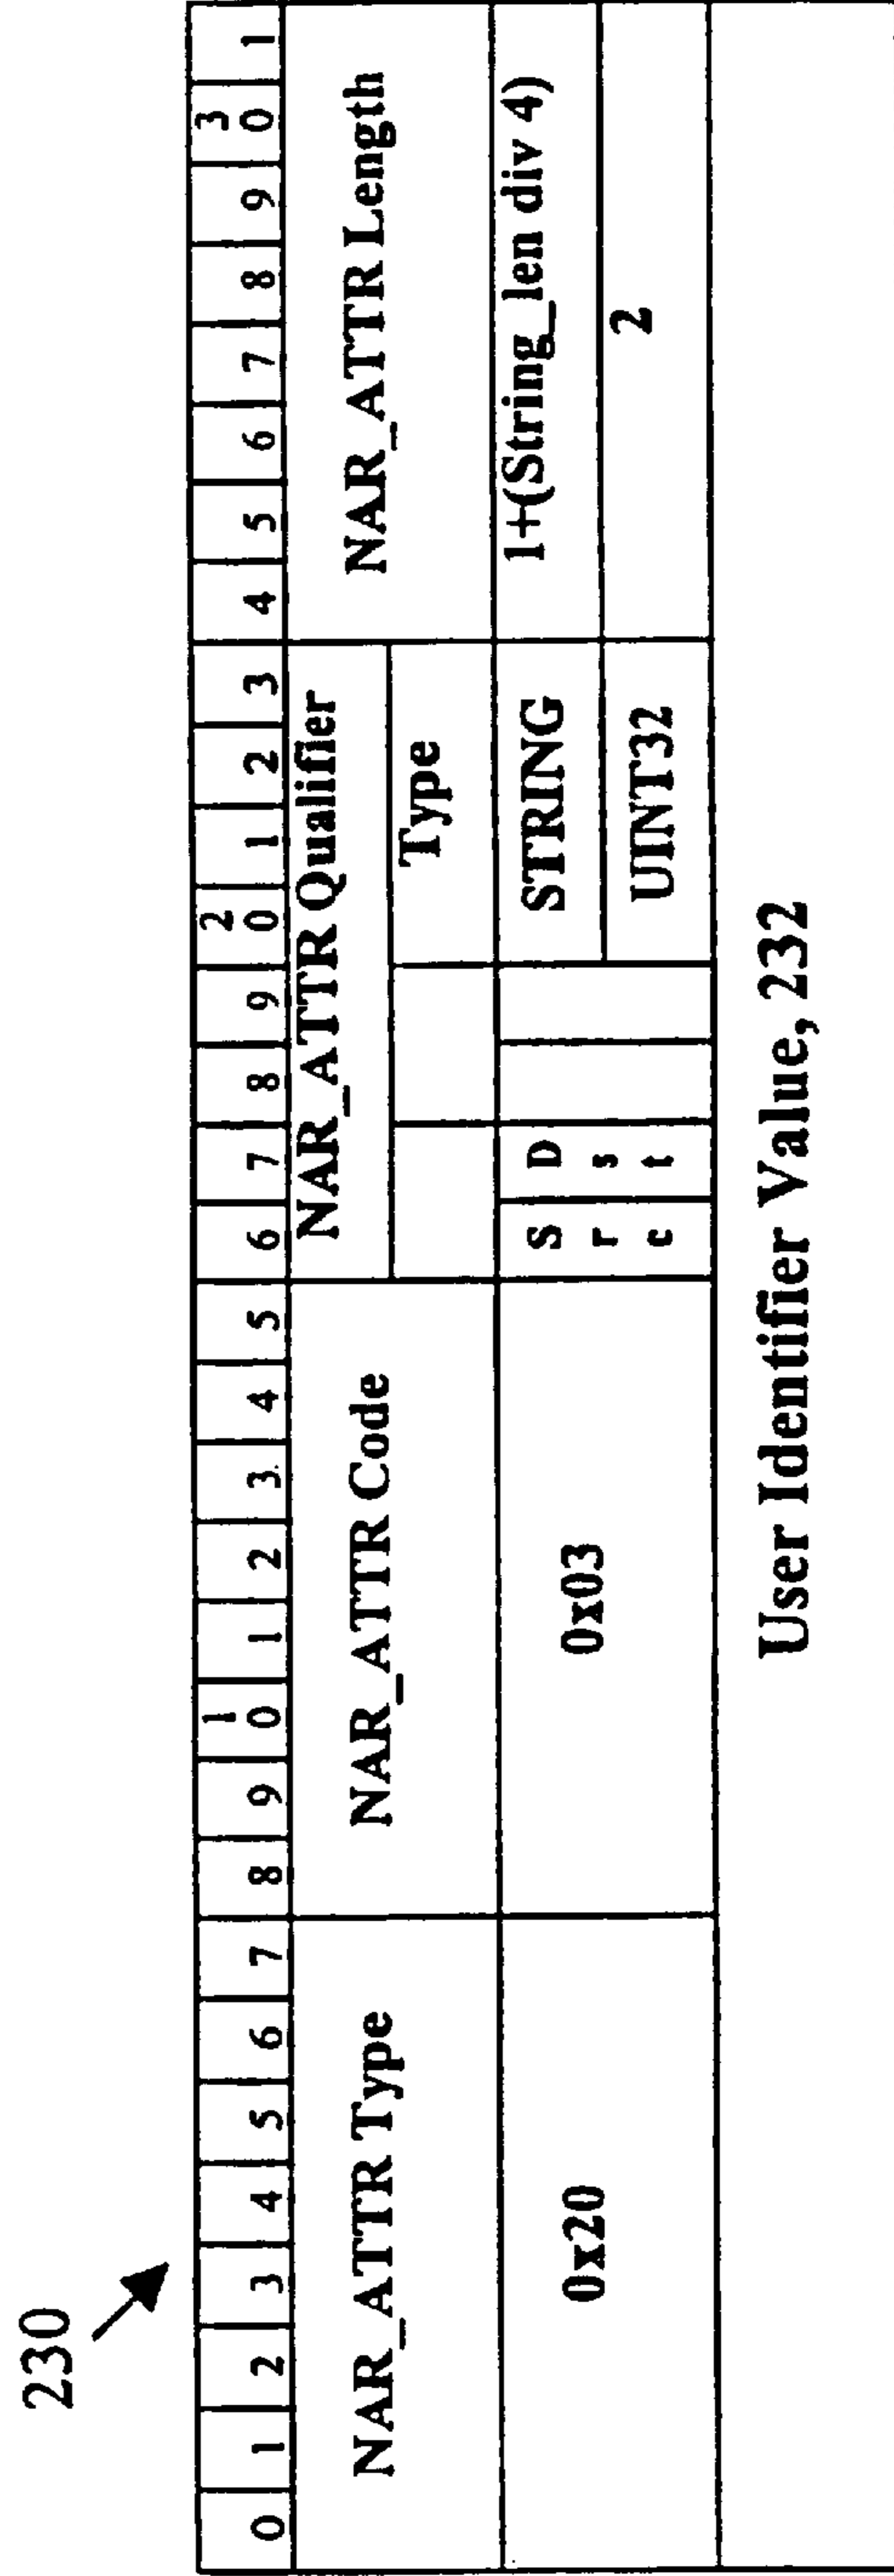 230
1 2 3
0 1 2 3 4 5 6 7 8 9 0 1 2 3 4 5 6 7 8 9 0 1 2 3 4 5 6 7 8 9 0 1
NAR_ATTR Type NAR_ATTR Code NAR_ATTR Qualifier NAR_ATTR Length
Type
0x20 0x03 Src Dst STRING 1+(String_len div 4)
UINT32 2
User Identifier Value, 232